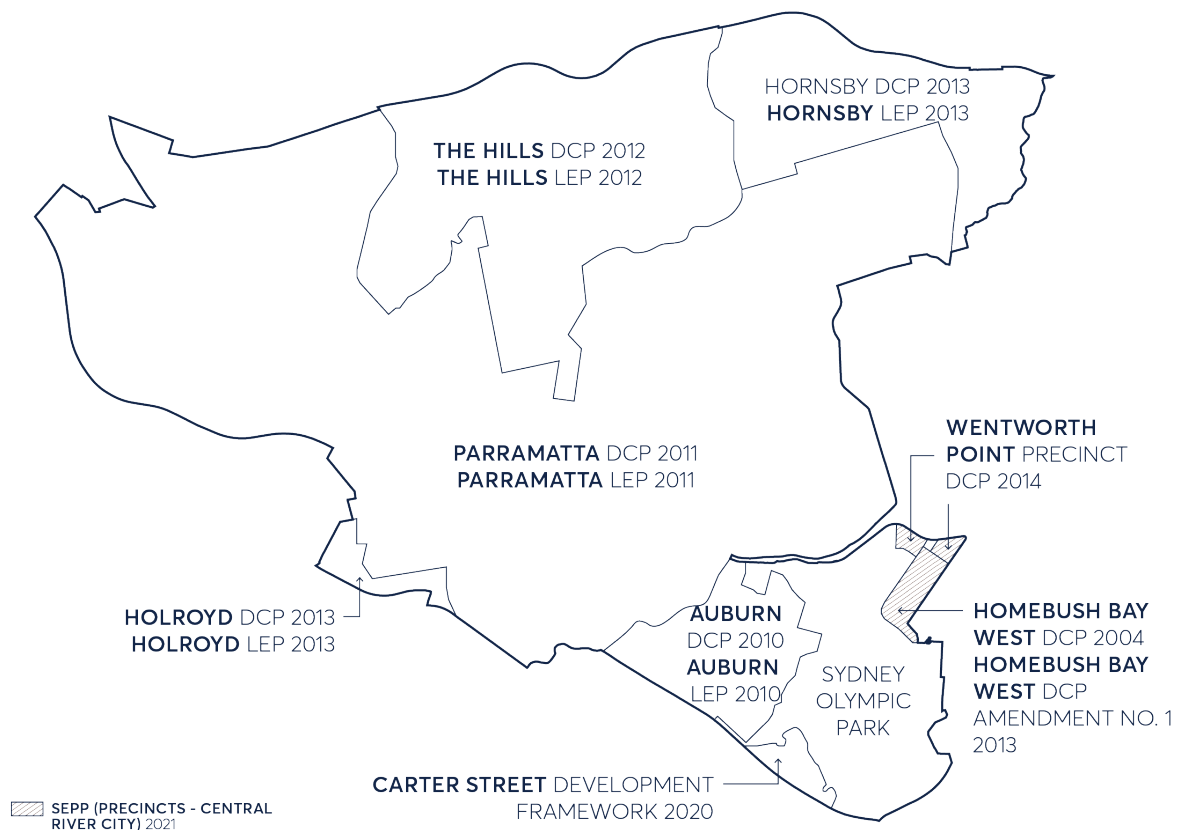 HORNSBY DCP 2013
HORNSBY LEP 2013
THE HILLS DCP 2012
THE HILLS LEP 2012
PARRAMATTA DCP 2011
PARRAMATTA LEP 2011
WENTWORTH
POINT PRECINCT
DCP 2014
HOLROYD DCP 2013
HOLROYD LEP 2013
AUBURN
DCP 2010
AUBURN
LEP 2010
SYDNEY
OLYMPIC
PARK
HOMEBUSH BAY
WEST DCP 2004
HOMEBUSH BAY
WEST DCP
AMENDMENT NO. 1
2013
CARTER STREET DEVELOPMENT
FRAMEWORK 2020
SEPP (PRECINCTS - CENTRAL
RIVER CITY) 2021